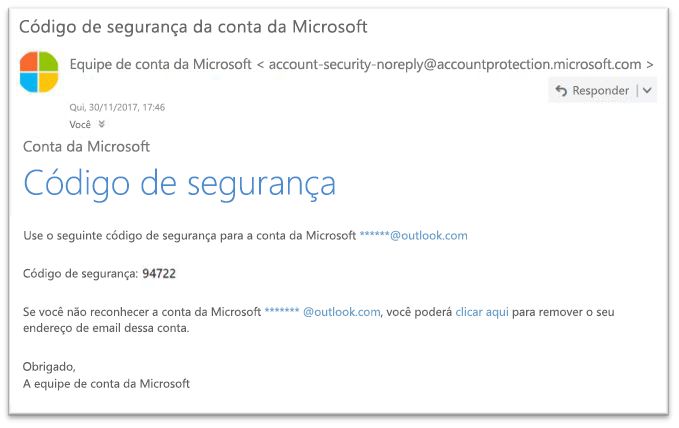 Código de segurança da conta da Microsoft
Equipe de conta da Microsoft < account-security-noreply@accountprotection.microsoft.com >
Responder
Qui, 30/11/2017, 17:46
Você
Conta da Microsoft
Código de segurança
Use o seguinte código de segurança para a conta da Microsoft ******@outlook.com
Código de segurança: 94722
Se você não reconhecer a conta da Microsoft ******* @outlook.com, você poderá clicar aqui para remover o seu
endereço de email dessa conta.
Obrigado,
A equipe de conta da Microsoft